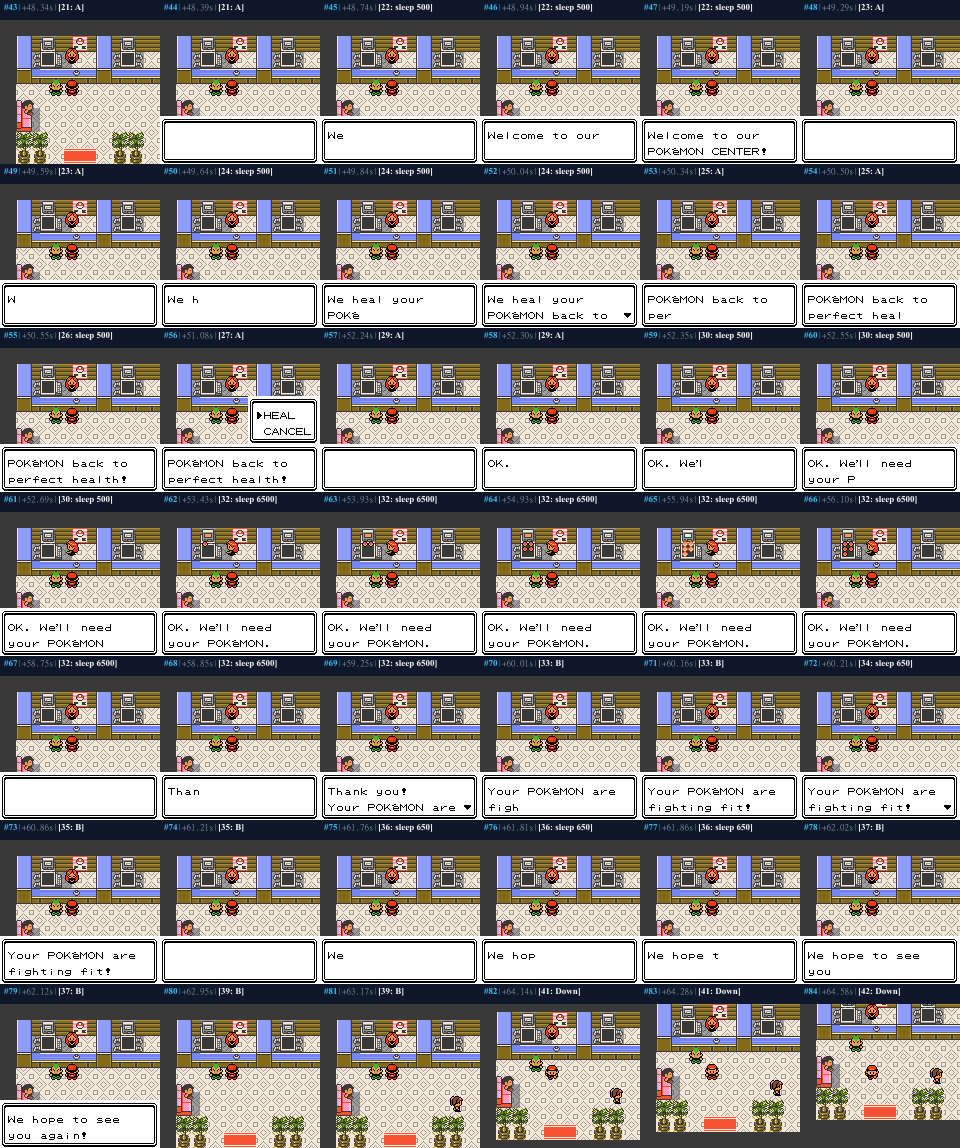 #43|+48.34s| [21: A]
#44|+48.39s| [21: A]
#45|+48.74s| [22: sleep 500]
We
#46|+48.94s| [22: sleep 500]
Welcome to our
#47|+49.19s| [22: sleep 500]
Welcome to our
POKéMON CENTER!
#48|+49.29s| [23: A]
#49|+49.59s| [23: A]
W
#50|+49.64s| [24: sleep 500]
We h
#51|+49.84s| [24: sleep 500]
We heal your
POKé
#52|+50.04s| [24: sleep 500]
We heal your
POKéMON back to ▼
#53|+50.34s| [25: A]
POKéMON back to
per
#54|+50.50s| [25: A]
POKéMON back to
perfect heal
#55|+50.55s| [26: sleep 500]
POKéMON back to
perfect health!
#56|+51.08s| [27: A]
▶HEAL
CANCEL
POKéMON back to
perfect health!
#57|+52.24s| [29: A]
#58|+52.30s| [29: A]
OK.
#59|+52.35s| [30: sleep 500]
OK. We'l
#60|+52.55s| [30: sleep 500]
OK. We'll need
your P
#61|+52.69s| [30: sleep 500]
OK. We'll need
your POKéMON
#62|+53.43s| [32: sleep 6500]
OK. We'll need
your POKéMON.
#63|+53.93s| [32: sleep 6500]
OK. We'll need
your POKéMON.
#64|+54.93s| [32: sleep 6500]
OK. We'll need
your POKéMON.
#65|+55.94s| [32: sleep 6500]
OK. We'll need
your POKéMON.
#66|+56.10s| [32: sleep 6500]
OK. We'll need
your POKéMON.
#67|+58.75s| [32: sleep 6500]
#68|+58.85s| [32: sleep 6500]
Than
#69|+59.25s| [32: sleep 6500]
Thank you!
Your POKéMON are ▼
#70|+60.01s| [33: B]
Your POKéMON are
figh
#71|+60.16s| [33: B]
Your POKéMON are
fighting fit!
#72|+60.21s| [34: sleep 650]
Your POKéMON are
fighting fit! ▼
#73|+60.86s| [35: B]
Your POKéMON are
fighting fit!
#74|+61.21s| [35: B]
#75|+61.76s| [36: sleep 650]
We
#76|+61.81s| [36: sleep 650]
We hop
#77|+61.86s| [36: sleep 650]
We hope t
#78|+62.02s| [37: B]
We hope to see
you
#79|+62.12s| [37: B]
We hope to see
you again!
#80|+62.95s| [39: B]
#81|+63.17s| [39: B]
#82|+64.14s| [41: Down]
#83|+64.28s| [41: Down]
#84|+64.58s| [42: Down]